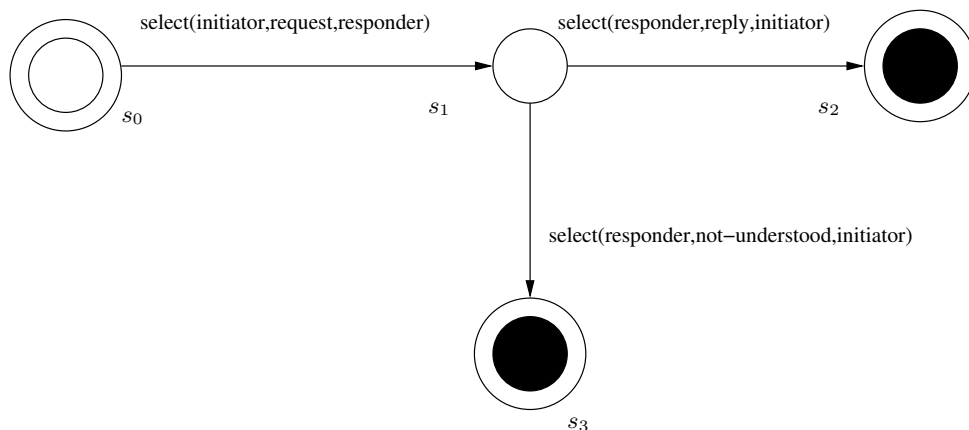 select(initiator,request,responder)
select(responder,reply,initiator)
s0
s1
s2
select(responder,not−understood,initiator)
s3